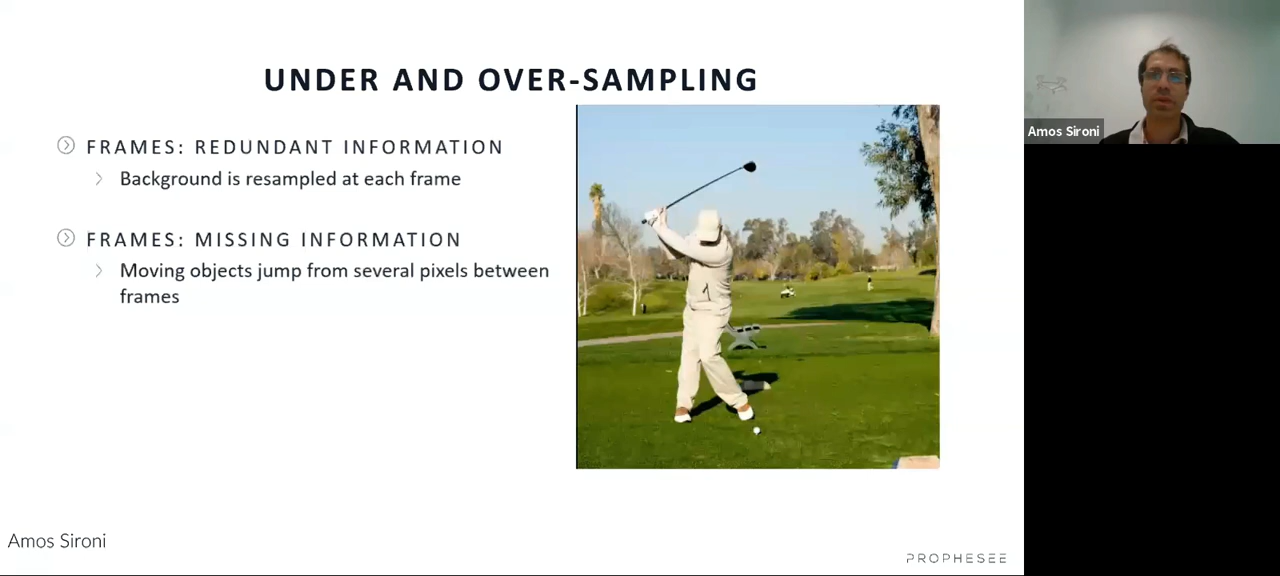 UNDER AND OVER-SAMPLING
FRAMES: REDUNDANT INFORMATION
Background is resampled at each frame
FRAMES: MISSING INFORMATION
Moving objects jump from several pixels between
frames
Amos Sironi
PROPHESEE
Amos Sironi